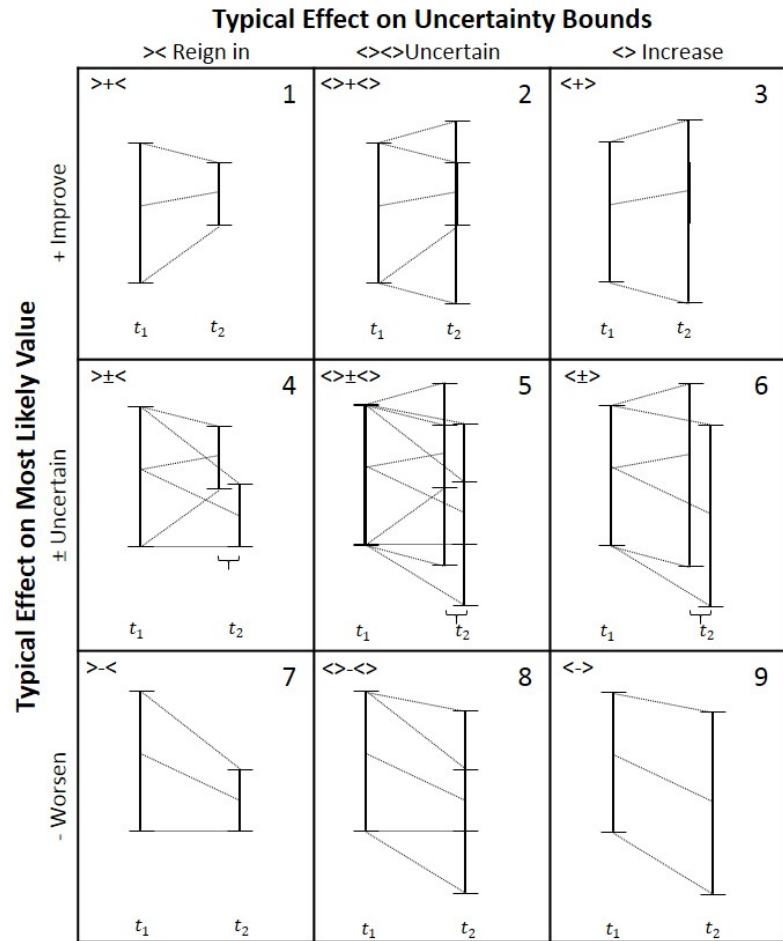 Typical Effect on Uncertainty Bounds
>< Reign in
<><>Uncertain
<> Increase
Typical Effect on Most Likely Value
+ Improve
>+< 1
<>+<> 2
<+> 3
t₁ t₂
t₁ t₂
t₁ t₂
± Uncertain
>±< 4
<>±<> 5
<±> 6
t₁ t₂
t₁ t₂
t₁ t₂
- Worsen
>-< 7
<>-<> 8
<-> 9
t₁ t₂
t₁ t₂
t₁ t₂